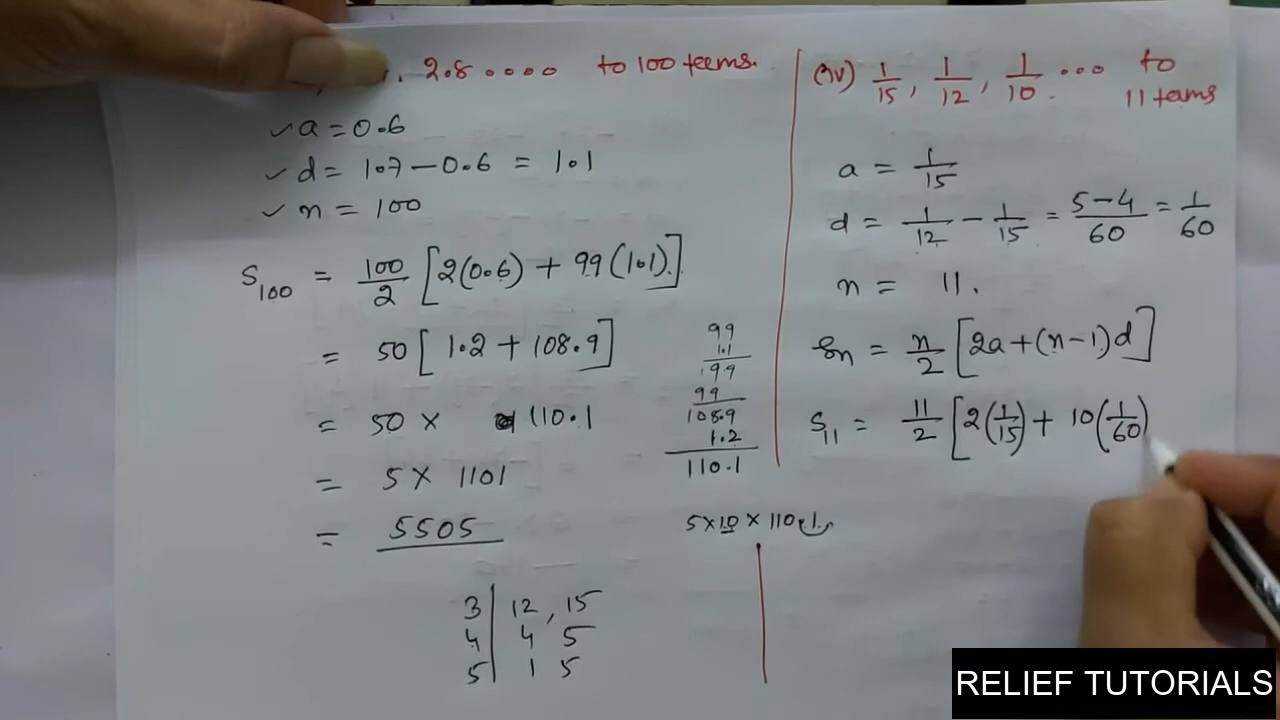 2.8 .... to 100 terms.
✓ a = 0.6
✓ d = 1.7 - 0.6 = 1.1
✓ n = 100
S₁₀₀ = 100/2 [2(0.6) + 99(1.1)]
= 50 [1.2 + 108.9]
= 50 × 110.1
= 5 × 1101
= 5505
99
1.1
99
99
108.9
1.2
110.1
5×10×110.1
3 | 12, 15
4 | 4 5
5 | 1 5
(iv) 1/15, 1/12, 1/10 ... to
11 terms
a = 1/15
d = 1/12 - 1/15 = 5-4/60 = 1/60
n = 11.
Sn = n/2 [2a+(n-1)d]
S₁₁ = 11/2 [2(1/15) + 10(1/60)
RELIEF TUTORIALS